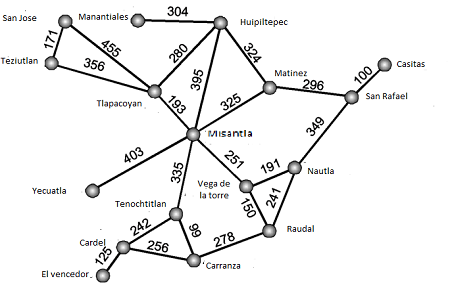 San Jose
Manantiales
304
Huipiltepec
171
455
280
324
Teziutlan
356
395
Matinez
296
100
Casitas
Tlapacoyan
193
325
San Rafael
Misantla
349
403
251
191
Nautla
335
Yecuatla
Vega de
la torre
150
241
Tenochtitlan
242
99
278
Raudal
Cardel
256
125
El vencedor
Carranza